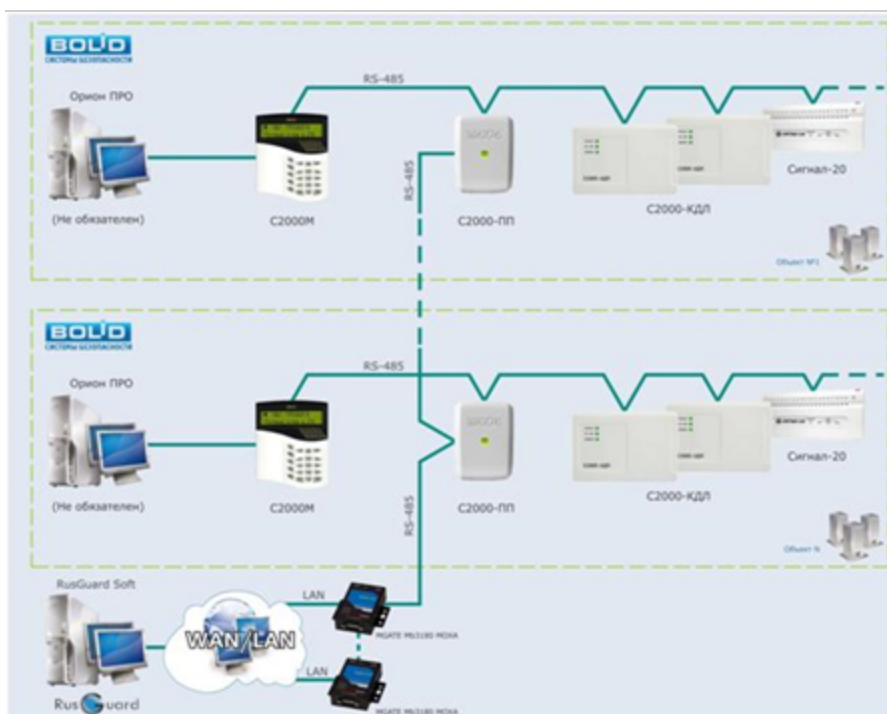 BOLID
СИСТЕМЫ БЕЗОПАСНОСТИ
Орион ПРО
(Не обязателен)
С2000М
RS-485
RS-485
С2000-ПП
С2000-КДЛ
Сигнал-20
Объект №1
BOLID
СИСТЕМЫ БЕЗОПАСНОСТИ
Орион ПРО
(Не обязателен)
С2000М
RS-485
RS-485
С2000-ПП
С2000-КДЛ
Сигнал-20
Объект N
RusGuard Soft
WAN/LAN
LAN
LAN
MGATE Mb3180 MOXA
MGATE Mb3180 MOXA
RusGuard